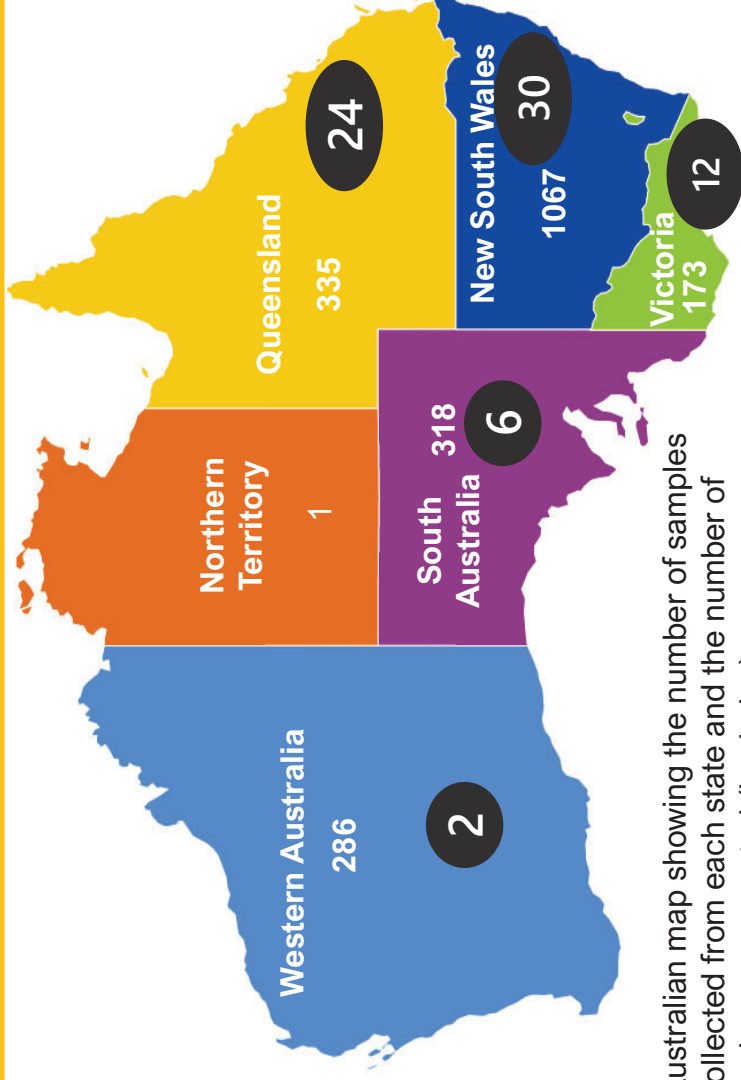 Western Australia
286
2
Northern
Territory
1
Queensland
335
24
South
Australia
318
6
New South Wales
1067
30
Victoria
173
12
ustralian map showing the number of samples
ollected from each state and the number of